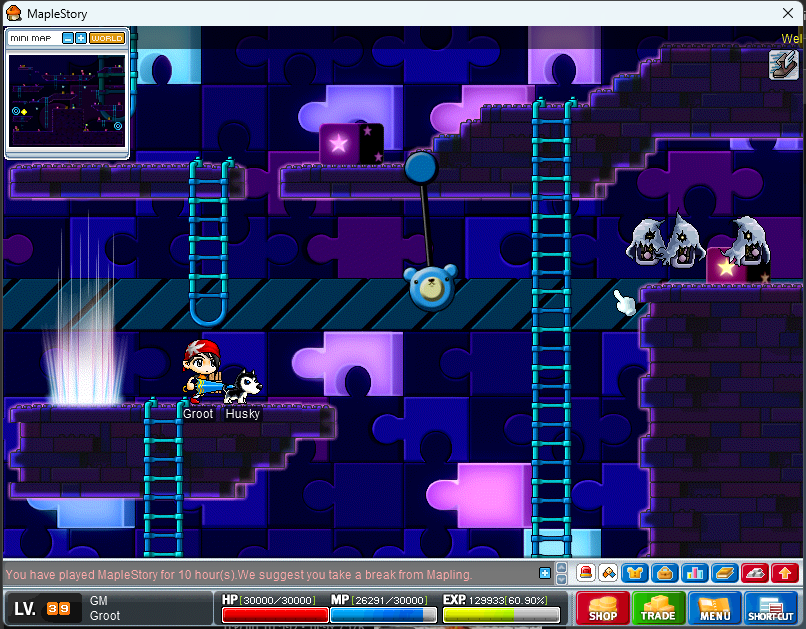 MapleStory
MINI MAP
WORLD
Wel
Groot
Husky
You have played MapleStory for 10 hour(s).We suggest you take a break from Mapling.
LV. 39
GM
Groot
HP[30000/30000]
MP[26291/30000]
EXP 129933[60.90%]
SHOP
TRADE
MENU
SHORTCUT